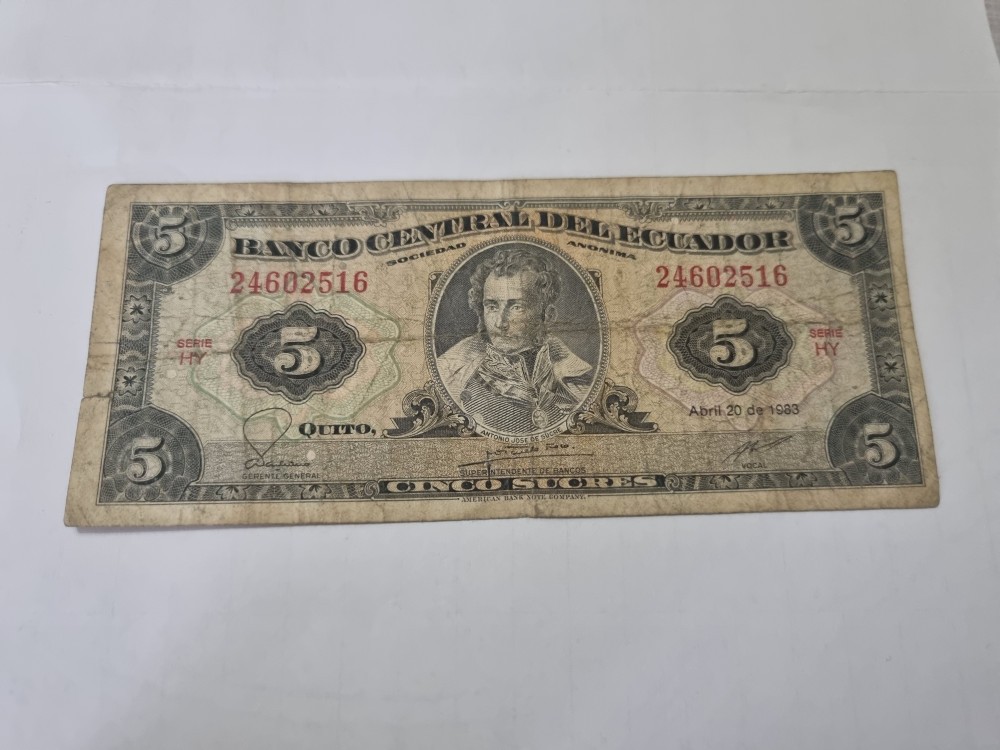 5 5
BANCO CENTRAL DEL ECUADOR
SOCIEDAD ANONIMA
24602516 24602516
5 5
SERIE HY SERIE HY
Abril 20 de 1983
QUITO,
ANTONIO JOSE DE SUCRE
5 5
GERENTE GENERAL
SUPERINTENDENTE DE BANCOS
VOCAL
CINCO SUCRES
AMERICAN BANK NOTE COMPANY.